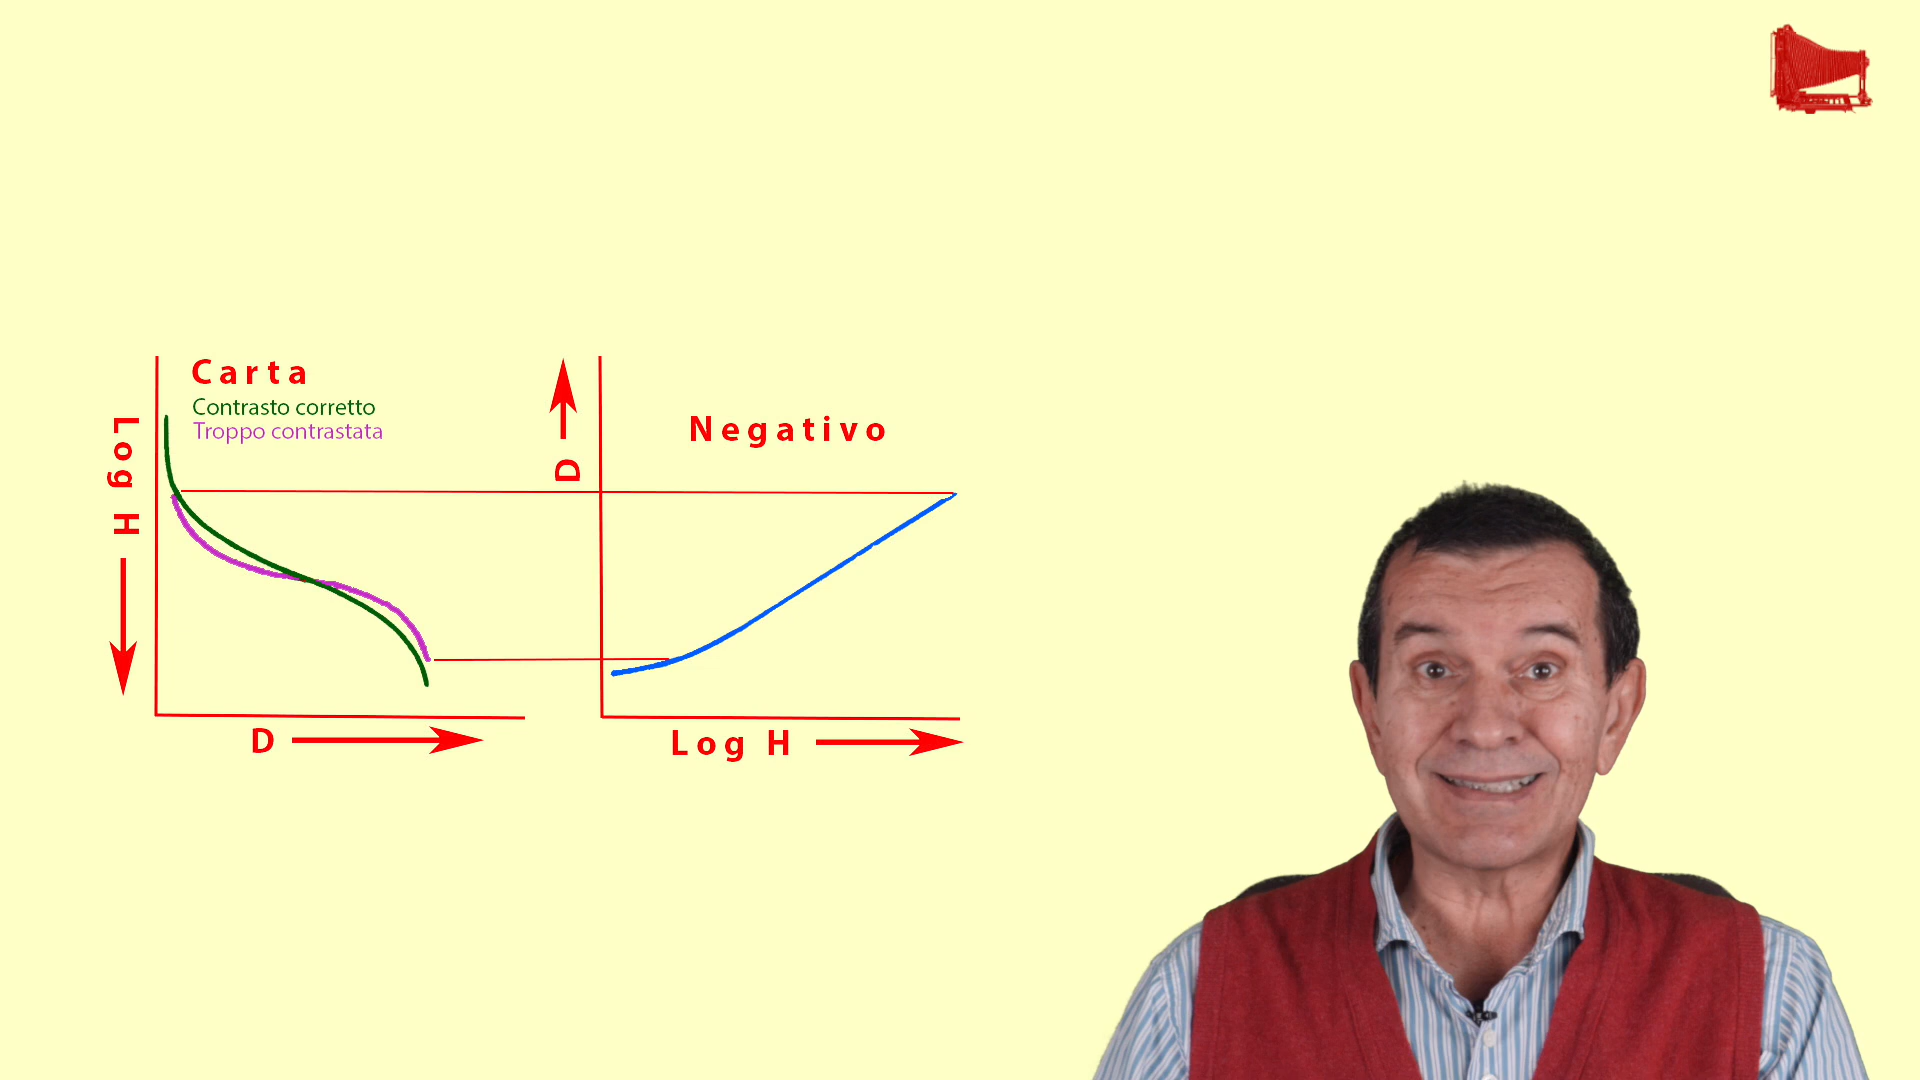 Carta
Contrasto corretto
Troppo contrastata
Log H
D
D
Negativo
Log H